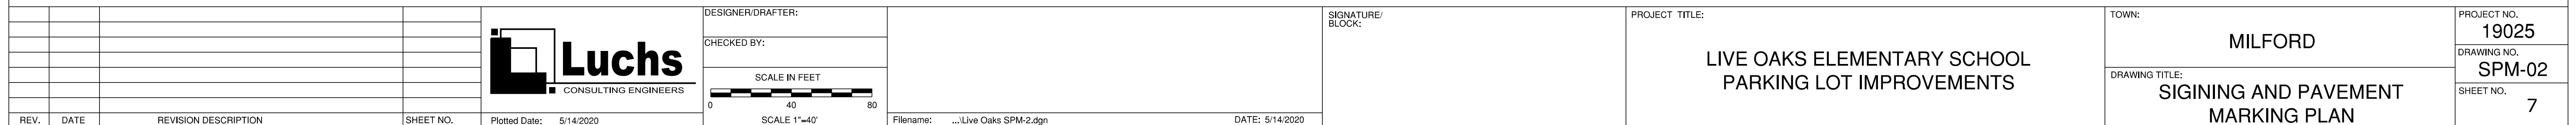 REV.
DATE
REVISION DESCRIPTION
SHEET NO.
Luchs
CONSULTING ENGINEERS
Plotted Date: 5/14/2020
DESIGNER/DRAFTER:
CHECKED BY:
SCALE IN FEET
0 40 80
SCALE 1"=40'
Filename: ...\Live Oaks SPM-2.dgn
DATE: 5/14/2020
SIGNATURE/
BLOCK:
PROJECT TITLE:
LIVE OAKS ELEMENTARY SCHOOL
PARKING LOT IMPROVEMENTS
TOWN:
MILFORD
DRAWING TITLE:
SIGINING AND PAVEMENT
MARKING PLAN
PROJECT NO.
19025
DRAWING NO.
SPM-02
SHEET NO.
7